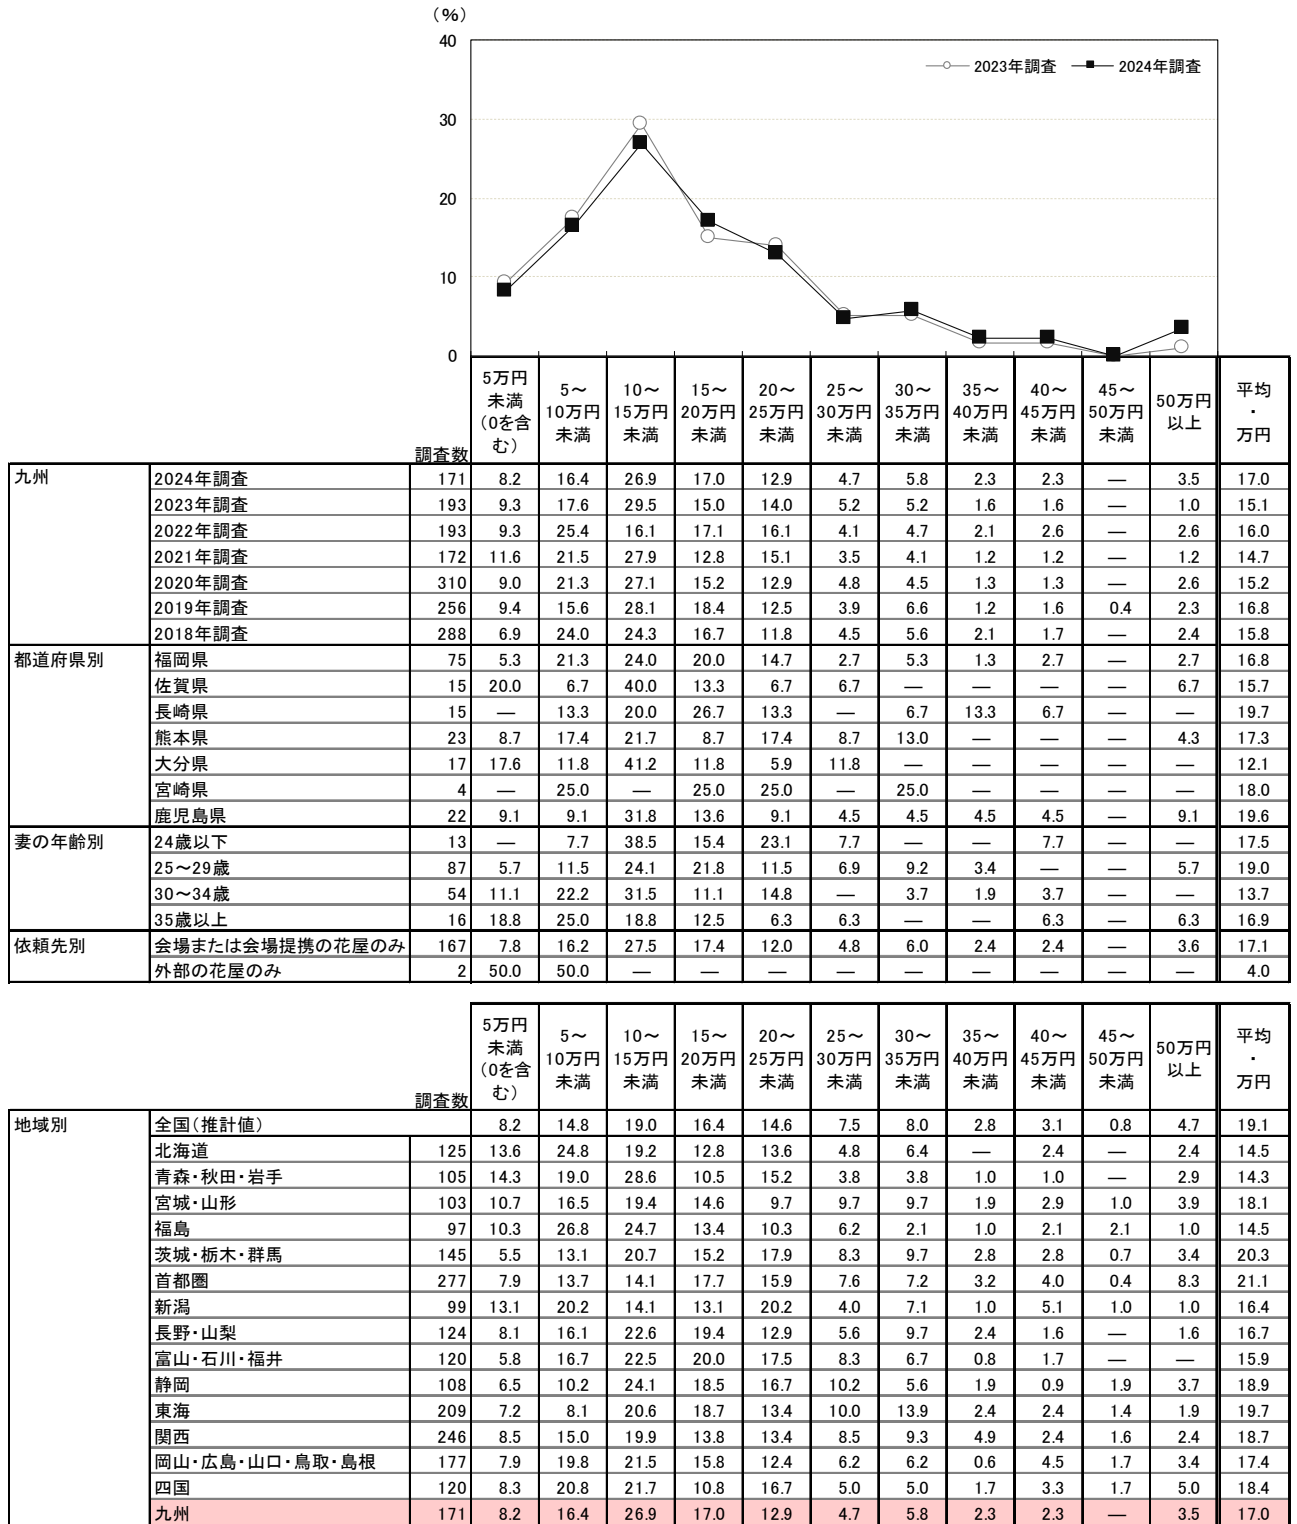 （%）
40
30
20
10
0
2023年調査 2024年調査
調査数 5万円未満（0を含む） 5～10万円未満 10～15万円未満 15～20万円未満 20～25万円未満 25～30万円未満 30～35万円未満 35～40万円未満 40～45万円未満 45～50万円未満 50万円以上 平均・万円
九州 2024年調査 171 8.2 16.4 26.9 17.0 12.9 4.7 5.8 2.3 2.3 ― 3.5 17.0
2023年調査 193 9.3 17.6 29.5 15.0 14.0 5.2 5.2 1.6 1.6 ― 1.0 15.1
2022年調査 193 9.3 25.4 16.1 17.1 16.1 4.1 4.7 2.1 2.6 ― 2.6 16.0
2021年調査 172 11.6 21.5 27.9 12.8 15.1 3.5 4.1 1.2 1.2 ― 1.2 14.7
2020年調査 310 9.0 21.3 27.1 15.2 12.9 4.8 4.5 1.3 1.3 ― 2.6 15.2
2019年調査 256 9.4 15.6 28.1 18.4 12.5 3.9 6.6 1.2 1.6 0.4 2.3 16.8
2018年調査 288 6.9 24.0 24.3 16.7 11.8 4.5 5.6 2.1 1.7 ― 2.4 15.8
都道府県別 福岡県 75 5.3 21.3 24.0 20.0 14.7 2.7 5.3 1.3 2.7 ― 2.7 16.8
佐賀県 15 20.0 6.7 40.0 13.3 6.7 6.7 ― ― ― ― 6.7 15.7
長崎県 15 ― 13.3 20.0 26.7 13.3 ― 6.7 13.3 6.7 ― ― 19.7
熊本県 23 8.7 17.4 21.7 8.7 17.4 8.7 13.0 ― ― ― 4.3 17.3
大分県 17 17.6 11.8 41.2 11.8 5.9 11.8 ― ― ― ― ― 12.1
宮崎県 4 ― 25.0 ― 25.0 25.0 ― 25.0 ― ― ― ― 18.0
鹿児島県 22 9.1 9.1 31.8 13.6 9.1 4.5 4.5 4.5 4.5 ― 9.1 19.6
妻の年齢別 24歳以下 13 ― 7.7 38.5 15.4 23.1 7.7 ― ― 7.7 ― ― 17.5
25～29歳 87 5.7 11.5 24.1 21.8 11.5 6.9 9.2 3.4 ― ― 5.7 19.0
30～34歳 54 11.1 22.2 31.5 11.1 14.8 ― 3.7 1.9 3.7 ― ― 13.7
35歳以上 16 18.8 25.0 18.8 12.5 6.3 6.3 ― ― 6.3 ― 6.3 16.9
依頼先別 会場または会場提携の花屋のみ 167 7.8 16.2 27.5 17.4 12.0 4.8 6.0 2.4 2.4 ― 3.6 17.1
外部の花屋のみ 2 50.0 50.0 ― ― ― ― ― ― ― ― ― 4.0
調査数 5万円未満（0を含む） 5～10万円未満 10～15万円未満 15～20万円未満 20～25万円未満 25～30万円未満 30～35万円未満 35～40万円未満 40～45万円未満 45～50万円未満 50万円以上 平均・万円
地域別 全国（推計値） 8.2 14.8 19.0 16.4 14.6 7.5 8.0 2.8 3.1 0.8 4.7 19.1
北海道 125 13.6 24.8 19.2 12.8 13.6 4.8 6.4 ― 2.4 ― 2.4 14.5
青森・秋田・岩手 105 14.3 19.0 28.6 10.5 15.2 3.8 3.8 1.0 1.0 ― 2.9 14.3
宮城・山形 103 10.7 16.5 19.4 14.6 9.7 9.7 9.7 1.9 2.9 1.0 3.9 18.1
福島 97 10.3 26.8 24.7 13.4 10.3 6.2 2.1 1.0 2.1 2.1 1.0 14.5
茨城・栃木・群馬 145 5.5 13.1 20.7 15.2 17.9 8.3 9.7 2.8 2.8 0.7 3.4 20.3
首都圏 277 7.9 13.7 14.1 17.7 15.9 7.6 7.2 3.2 4.0 0.4 8.3 21.1
新潟 99 13.1 20.2 14.1 13.1 20.2 4.0 7.1 1.0 5.1 1.0 1.0 16.4
長野・山梨 124 8.1 16.1 22.6 19.4 12.9 5.6 9.7 2.4 1.6 ― 1.6 16.7
富山・石川・福井 120 5.8 16.7 22.5 20.0 17.5 8.3 6.7 0.8 1.7 ― ― 15.9
静岡 108 6.5 10.2 24.1 18.5 16.7 10.2 5.6 1.9 0.9 1.9 3.7 18.9
東海 209 7.2 8.1 20.6 18.7 13.4 10.0 13.9 2.4 2.4 1.4 1.9 19.7
関西 246 8.5 15.0 19.9 13.8 13.4 8.5 9.3 4.9 2.4 1.6 2.4 18.7
岡山・広島・山口・鳥取・島根 177 7.9 19.8 21.5 15.8 12.4 6.2 6.2 0.6 4.5 1.7 3.4 17.4
四国 120 8.3 20.8 21.7 10.8 16.7 5.0 5.0 1.7 3.3 1.7 5.0 18.4
九州 171 8.2 16.4 26.9 17.0 12.9 4.7 5.8 2.3 2.3 ― 3.5 17.0